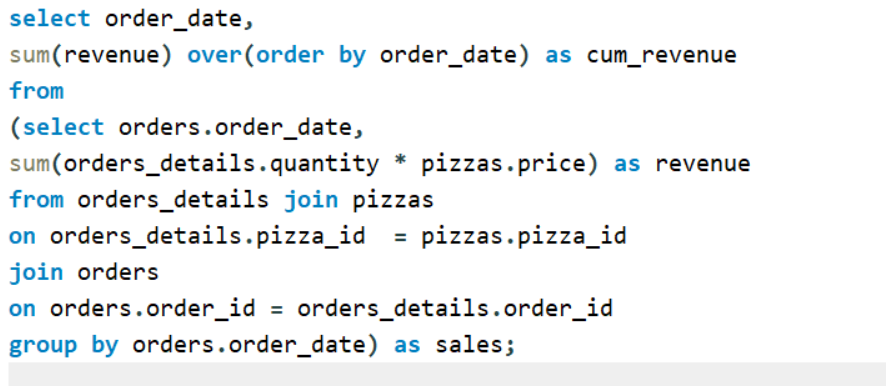 select order_date,
sum(revenue) over(order by order_date) as cum_revenue
from
(select orders.order_date,
sum(orders_details.quantity * pizzas.price) as revenue
from orders_details join pizzas
on orders_details.pizza_id  = pizzas.pizza_id
join orders
on orders.order_id = orders_details.order_id
group by orders.order_date) as sales;